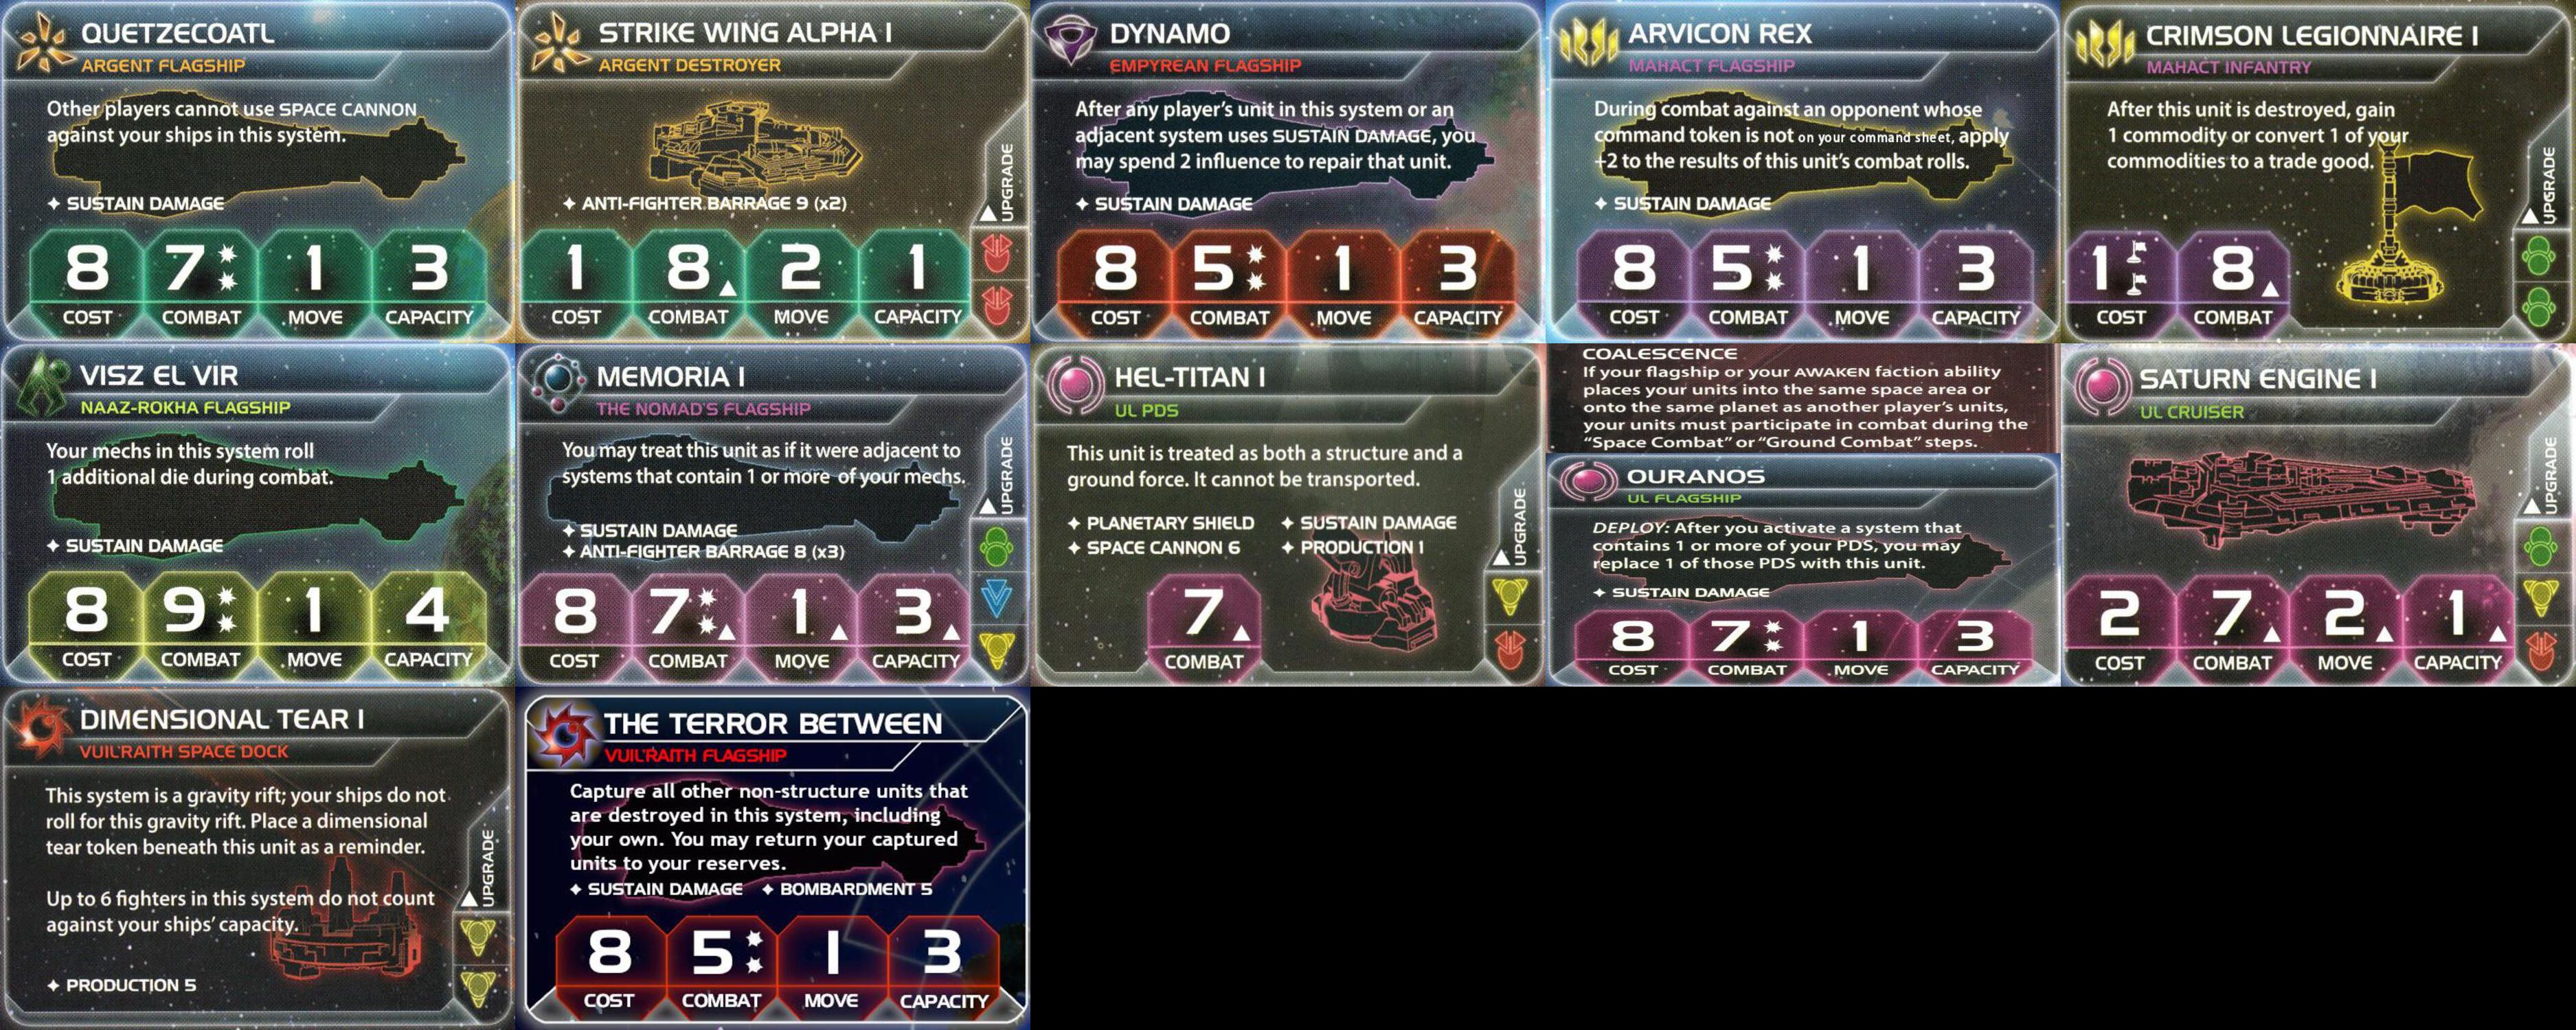 QUETZECOATL
ARGENT FLAGSHIP
Other players cannot use SPACE CANNON
against your ships in this system.
SUSTAIN DAMAGE
8 7 1 3
COST COMBAT MOVE CAPACITY
STRIKE WING ALPHA I
ARGENT DESTROYER
ANTI-FIGHTER BARRAGE 9 (x2)
UPGRADE
1 8 2 1
COST COMBAT MOVE CAPACITY
DYNAMO
EMPYREAN FLAGSHIP
After any player's unit in this system or an
adjacent system uses SUSTAIN DAMAGE, you
may spend 2 influence to repair that unit.
SUSTAIN DAMAGE
8 5 1 3
COST COMBAT MOVE CAPACITY
ARVICON REX
MAHACT FLAGSHIP
During combat against an opponent whose
command token is not on your command sheet, apply
+2 to the results of this unit's combat rolls.
SUSTAIN DAMAGE
8 5 1 3
COST COMBAT MOVE CAPACITY
CRIMSON LEGIONNAIRE I
MAHACT INFANTRY
After this unit is destroyed, gain
1 commodity or convert 1 of your
commodities to a trade good.
UPGRADE
1 8
COST COMBAT
VISZ EL VIR
NAAZ-ROKHA FLAGSHIP
Your mechs in this system roll
1 additional die during combat.
SUSTAIN DAMAGE
8 9 1 4
COST COMBAT MOVE CAPACITY
MEMORIA I
THE NOMAD'S FLAGSHIP
You may treat this unit as if it were adjacent to
systems that contain 1 or more of your mechs.
SUSTAIN DAMAGE
ANTI-FIGHTER BARRAGE 8 (x3)
UPGRADE
8 7 1 3
COST COMBAT MOVE CAPACITY
HEL-TITAN I
UL PDS
This unit is treated as both a structure and a
ground force. It cannot be transported.
PLANETARY SHIELD SUSTAIN DAMAGE
SPACE CANNON 6 PRODUCTION 1
UPGRADE
7
COMBAT
COALESCENCE
If your flagship or your AWAKEN faction ability
places your units into the same space area or
onto the same planet as another player's units,
your units must participate in combat during the
"Space Combat" or "Ground Combat" steps.
OURANOS
UL FLAGSHIP
DEPLOY: After you activate a system that
contains 1 or more of your PDS, you may
replace 1 of those PDS with this unit.
SUSTAIN DAMAGE
8 7 1 3
COST COMBAT MOVE CAPACITY
SATURN ENGINE I
UL CRUISER
UPGRADE
2 7 2 1
COST COMBAT MOVE CAPACITY
DIMENSIONAL TEAR I
VUIL'RAITH SPACE DOCK
This system is a gravity rift; your ships do not
roll for this gravity rift. Place a dimensional
tear token beneath this unit as a reminder.
Up to 6 fighters in this system do not count
against your ships' capacity.
PRODUCTION 5
UPGRADE
THE TERROR BETWEEN
VUIL'RAITH FLAGSHIP
Capture all other non-structure units that
are destroyed in this system, including
your own. You may return your captured
units to your reserves.
SUSTAIN DAMAGE BOMBARDMENT 5
8 5 1 3
COST COMBAT MOVE CAPACITY